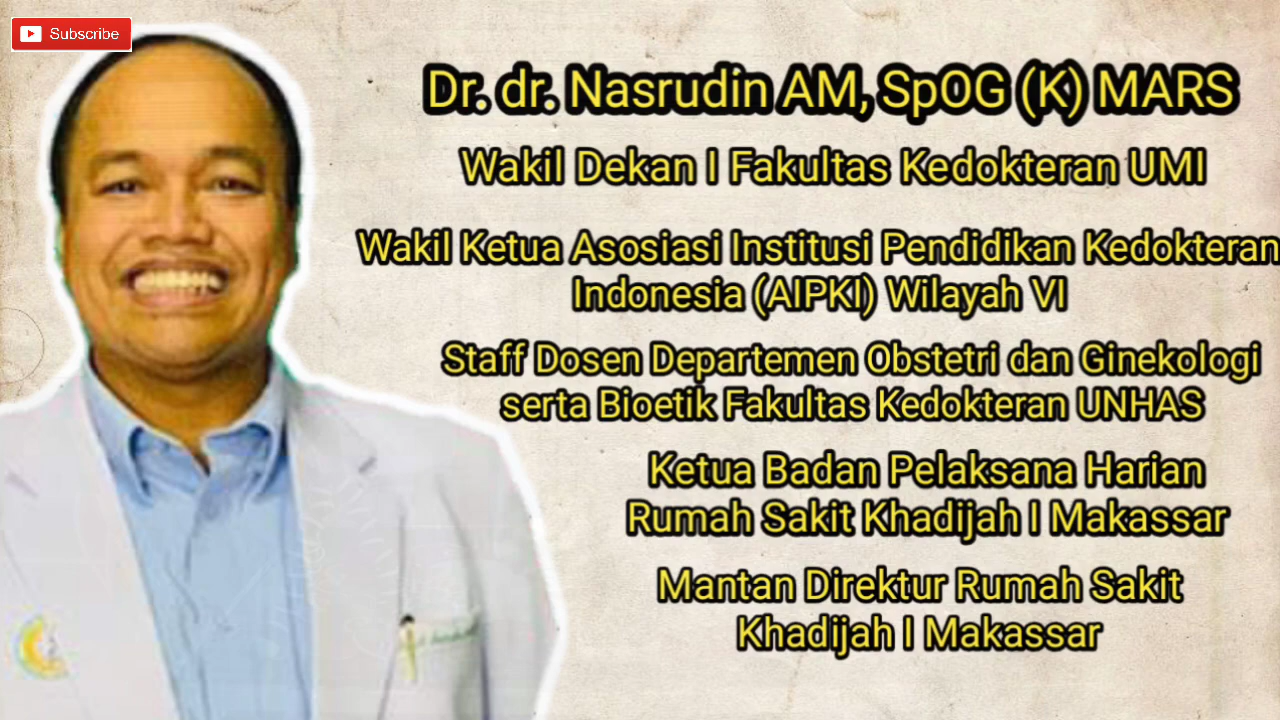 Subscribe
Dr. dr. Nasrudin AM, SpOG (K) MARS
Wakil Dekan I Fakultas Kedokteran UMI
Wakil Ketua Asosiasi Institusi Pendidikan Kedokteran
Indonesia (AIPKI) Wilayah VI
Staff Dosen Departemen Obstetri dan Ginekologi
serta Bioetik Fakultas Kedokteran UNHAS
Ketua Badan Pelaksana Harian
Rumah Sakit Khadijah I Makassar
Mantan Direktur Rumah Sakit
Khadijah I Makassar